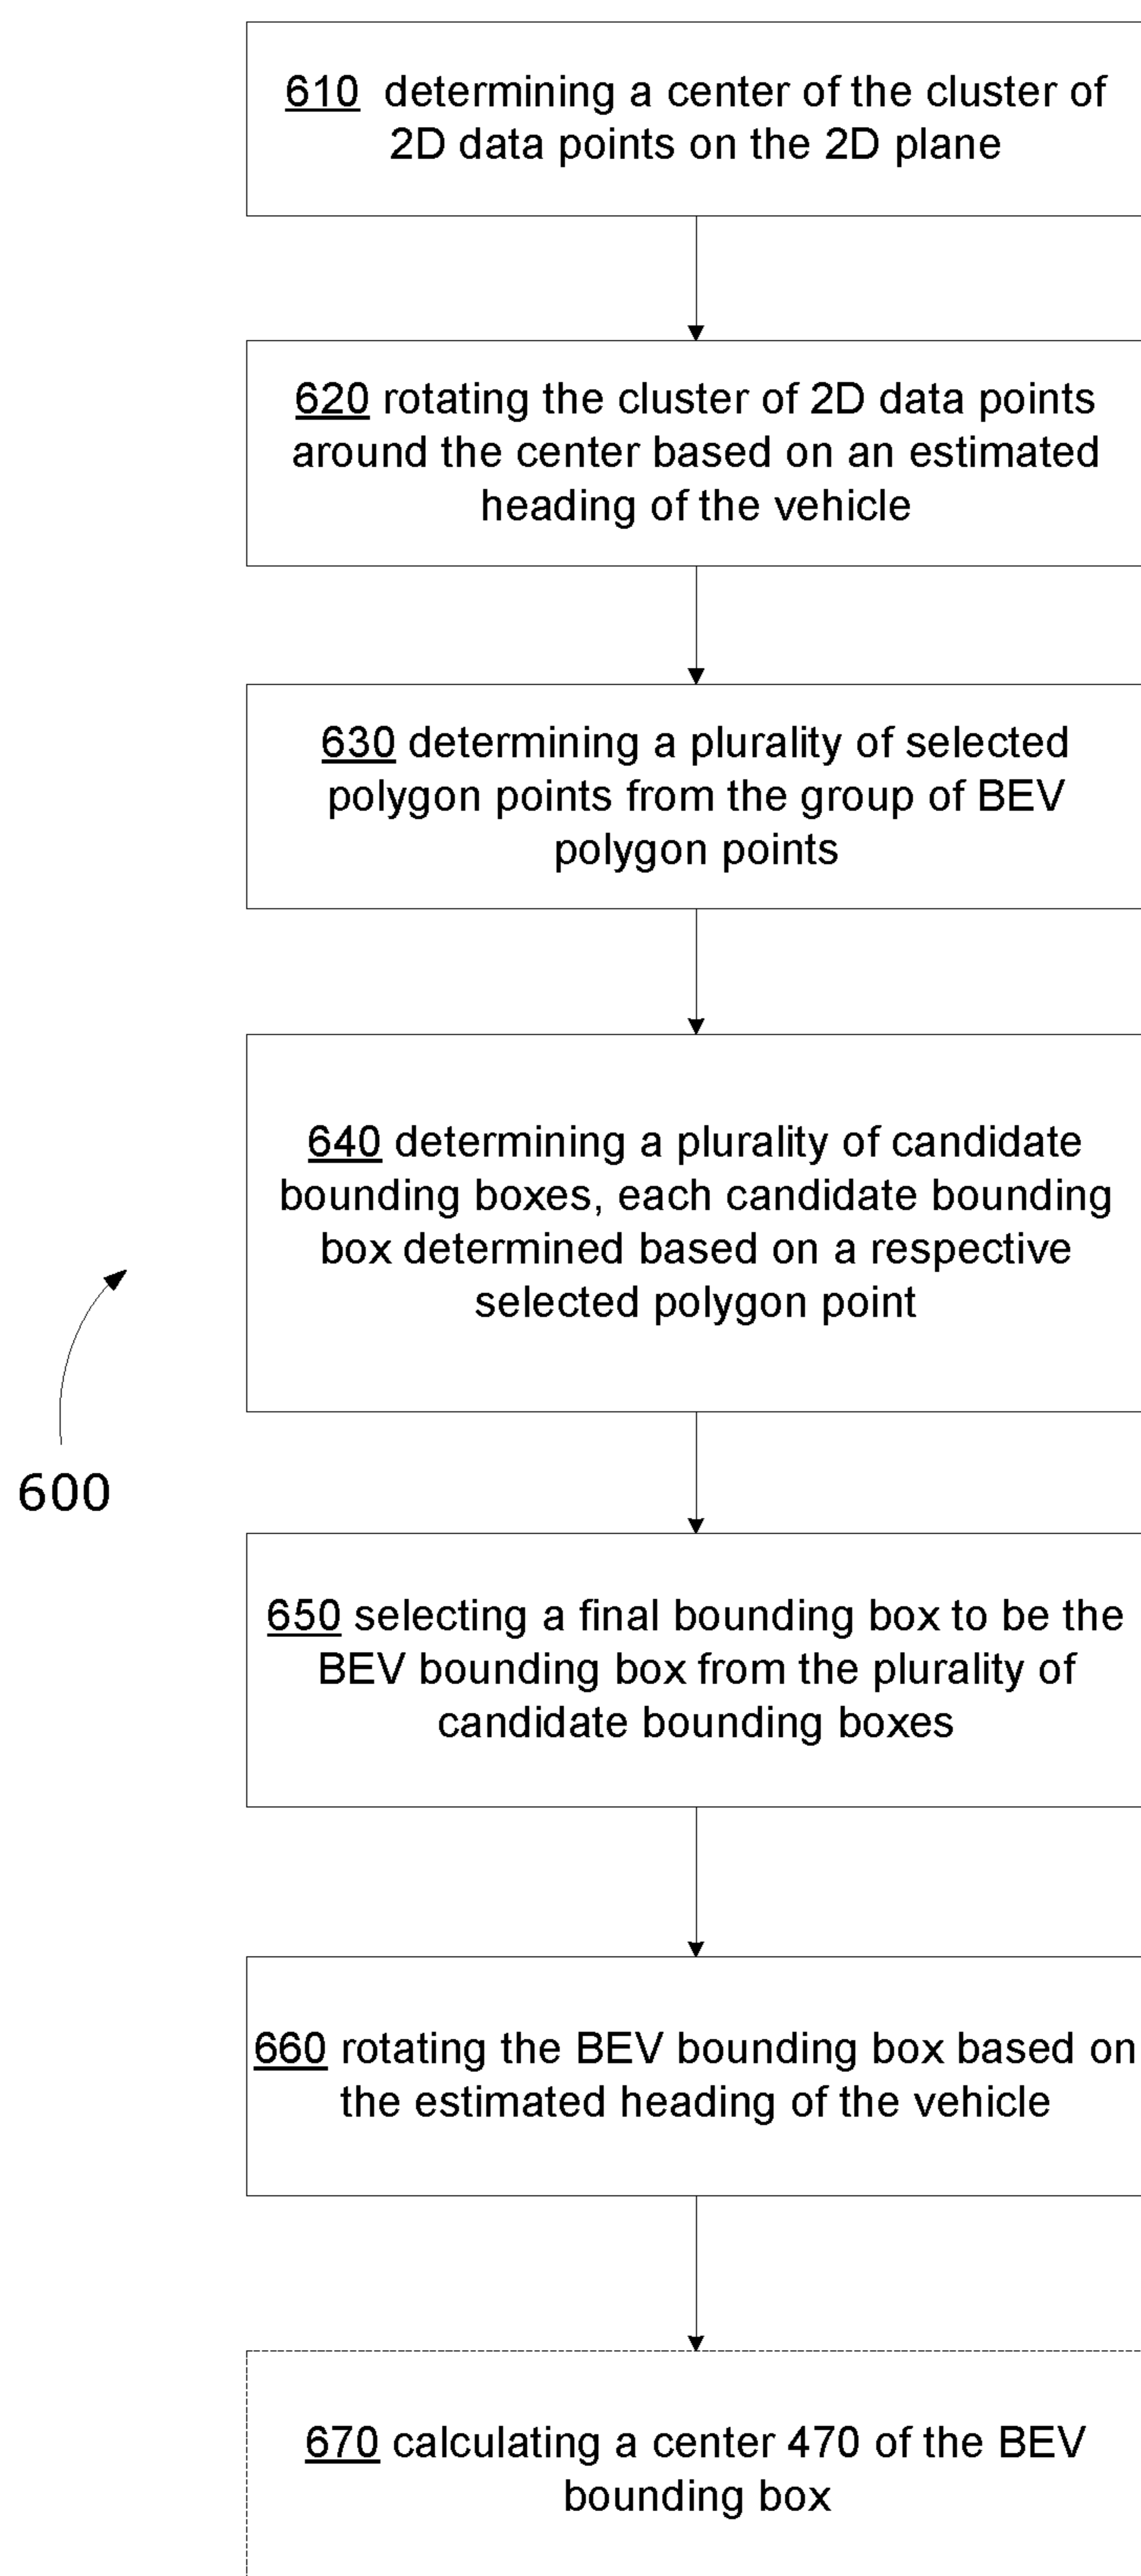 610 determining a center of the cluster of
2D data points on the 2D plane
620 rotating the cluster of 2D data points
around the center based on an estimated
heading of the vehicle
630 determining a plurality of selected
polygon points from the group of BEV
polygon points
640 determining a plurality of candidate
bounding boxes, each candidate bounding
box determined based on a respective
selected polygon point
600
650 selecting a final bounding box to be the
BEV bounding box from the plurality of
candidate bounding boxes
660 rotating the BEV bounding box based on
the estimated heading of the vehicle
670 calculating a center 470 of the BEV
bounding box